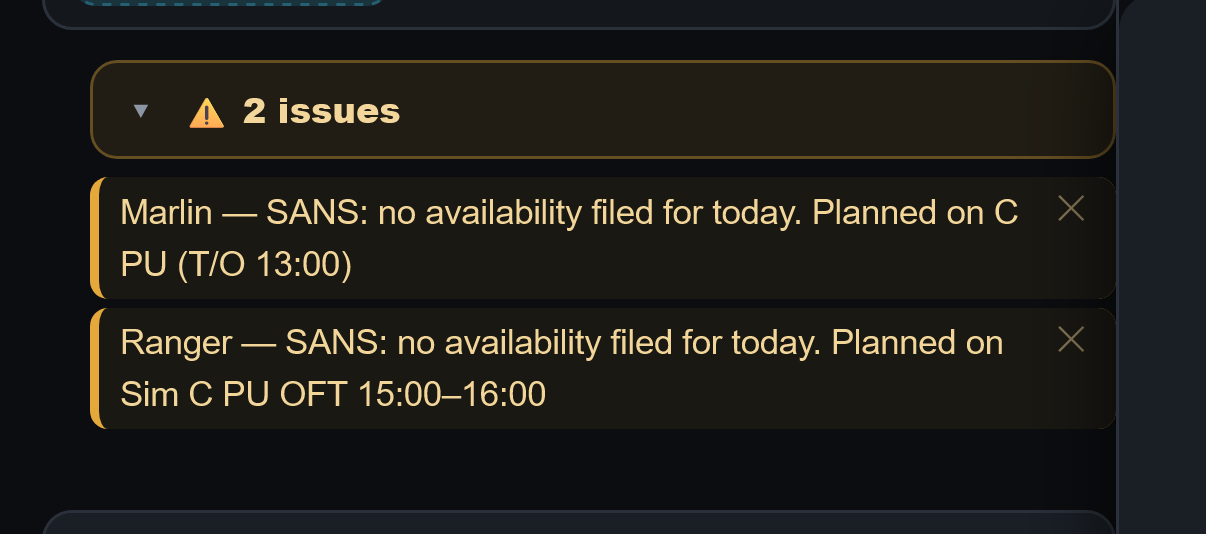 2 issues
Marlin — SANS: no availability filed for today. Planned on C
PU (T/O 13:00)
Ranger — SANS: no availability filed for today. Planned on
Sim C PU OFT 15:00–16:00